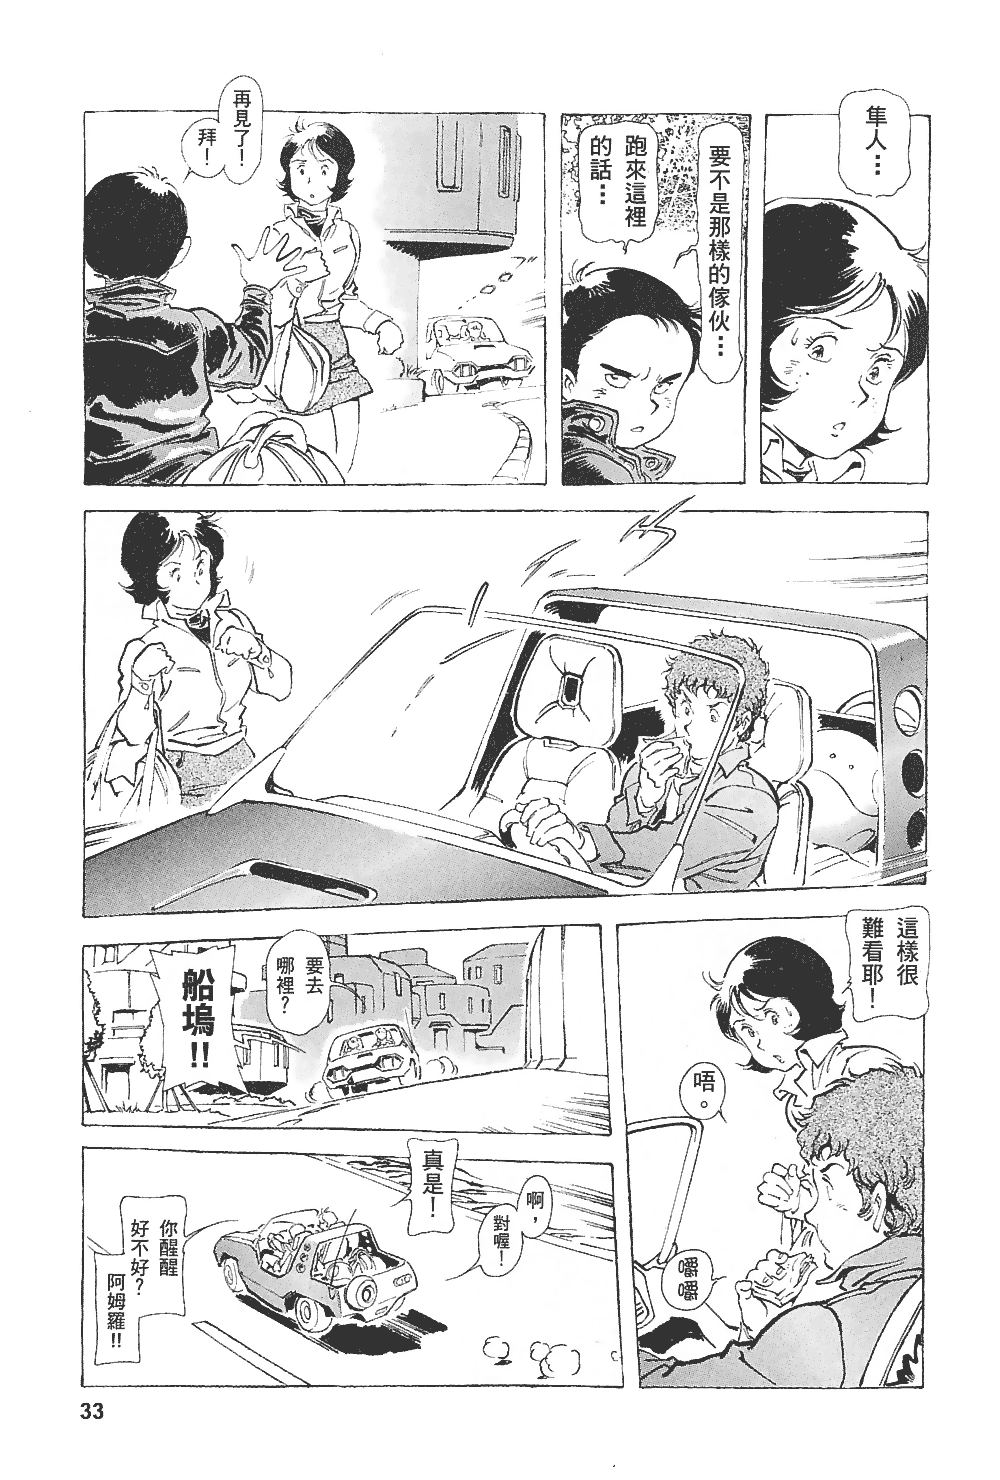 隼人…
要不是那樣的傢伙…
跑來這裡
的話…
再見了！
拜！
這樣很
難看耶！
唔。
嚼嚼
要去
哪裡？
船塢!!
啊，
對喔！
真是！
你醒醒
好不好？
阿姆羅!!
33